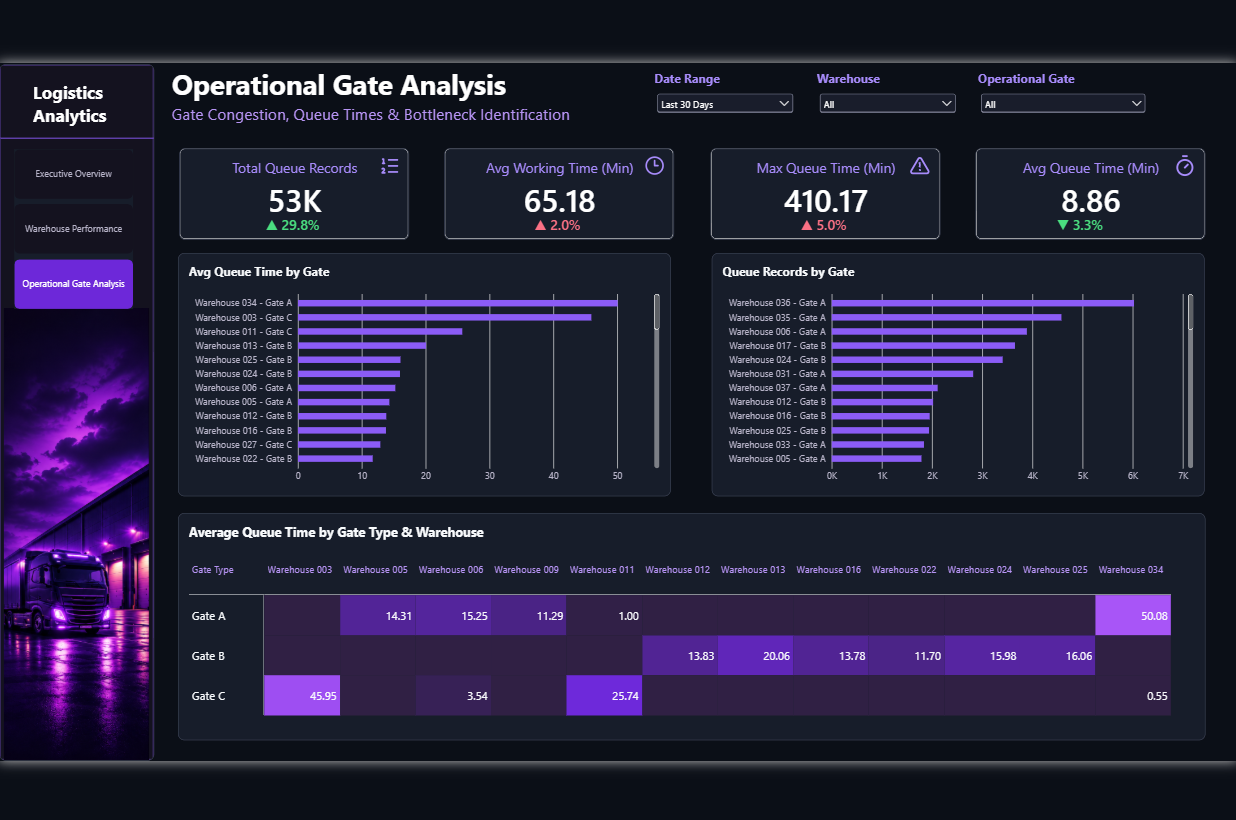 Logistics
Analytics
Executive Overview
Warehouse Performance
Operational Gate Analysis
Operational Gate Analysis
Gate Congestion, Queue Times & Bottleneck Identification
Date Range
Last 30 Days
Warehouse
All
Operational Gate
All
Total Queue Records
53K
▲ 29.8%
Avg Working Time (Min)
65.18
▲ 2.0%
Max Queue Time (Min)
410.17
▲ 5.0%
Avg Queue Time (Min)
8.86
▼ 3.3%
Avg Queue Time by Gate
Warehouse 034 - Gate A
Warehouse 003 - Gate C
Warehouse 011 - Gate C
Warehouse 013 - Gate B
Warehouse 025 - Gate B
Warehouse 024 - Gate B
Warehouse 006 - Gate A
Warehouse 005 - Gate A
Warehouse 012 - Gate B
Warehouse 016 - Gate B
Warehouse 027 - Gate C
Warehouse 022 - Gate B
0 10 20 30 40 50
Queue Records by Gate
Warehouse 036 - Gate A
Warehouse 035 - Gate A
Warehouse 006 - Gate A
Warehouse 017 - Gate B
Warehouse 024 - Gate B
Warehouse 031 - Gate A
Warehouse 037 - Gate A
Warehouse 012 - Gate B
Warehouse 016 - Gate B
Warehouse 025 - Gate B
Warehouse 033 - Gate A
Warehouse 005 - Gate A
0K 1K 2K 3K 4K 5K 6K 7K
Average Queue Time by Gate Type & Warehouse
Gate Type Warehouse 003 Warehouse 005 Warehouse 006 Warehouse 009 Warehouse 011 Warehouse 012 Warehouse 013 Warehouse 016 Warehouse 022 Warehouse 024 Warehouse 025 Warehouse 034
Gate A 14.31 15.25 11.29 1.00 50.08
Gate B 13.83 20.06 13.78 11.70 15.98 16.06
Gate C 45.95 3.54 25.74 0.55